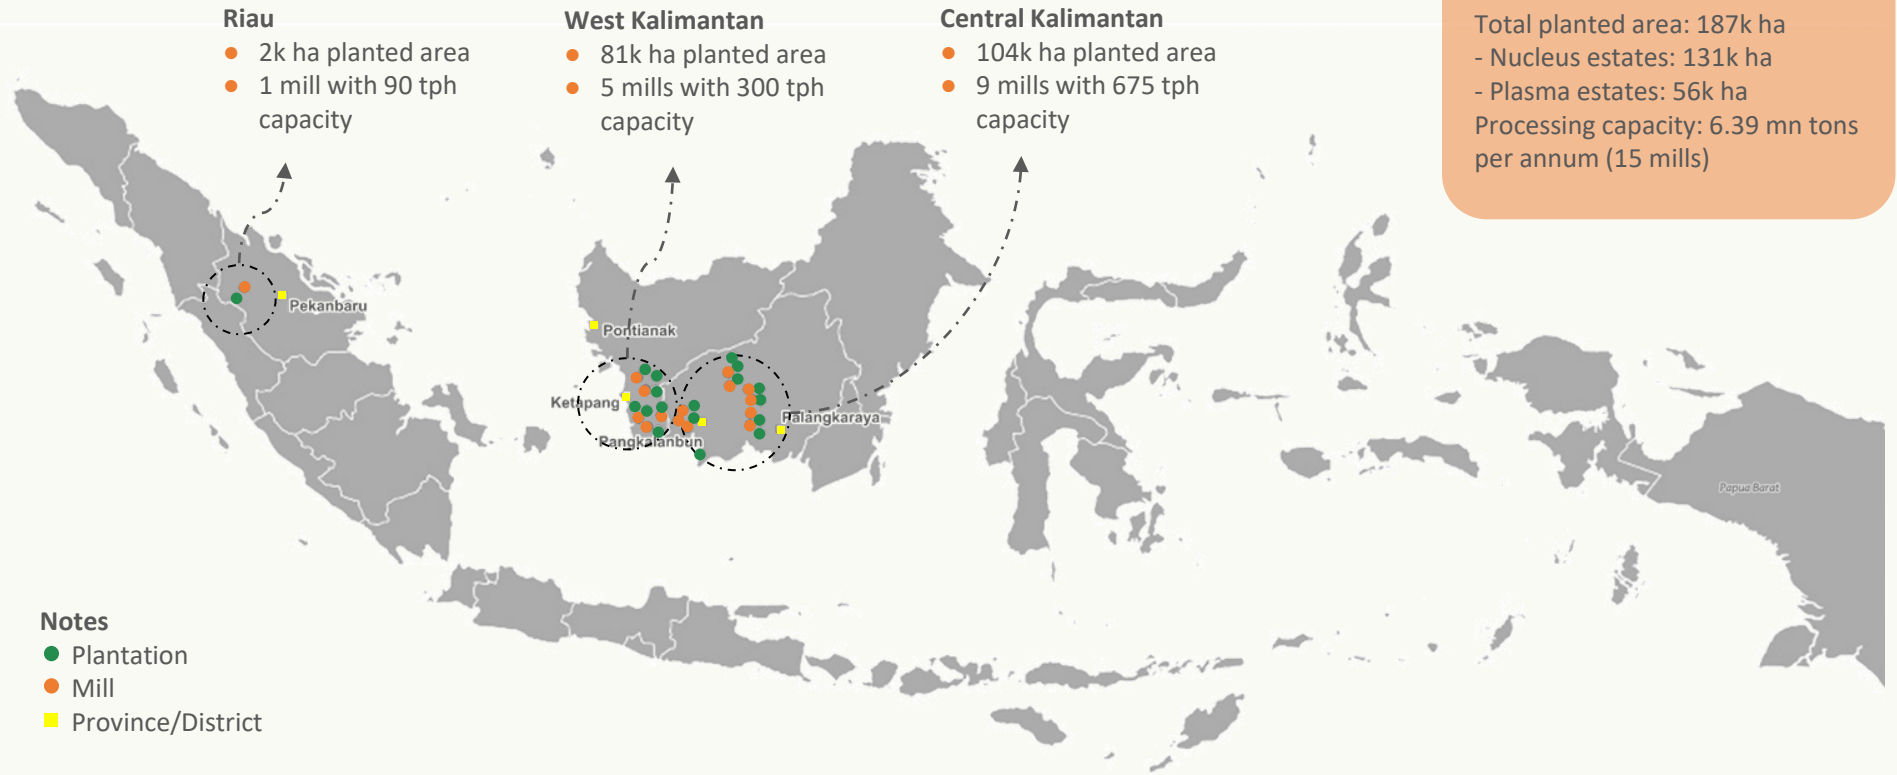 Riau
2k ha planted area
1 mill with 90 tph
capacity
West Kalimantan
81k ha planted area
5 mills with 300 tph
capacity
Central Kalimantan
104k ha planted area
9 mills with 675 tph
capacity
Total planted area: 187k ha
- Nucleus estates: 131k ha
- Plasma estates: 56k ha
Processing capacity: 6.39 mn tons
per annum (15 mills)
Pekanbaru
Pontianak
Ketapang
Pangkalanbun
Palangkaraya
Papua Barat
Notes
Plantation
Mill
Province/District